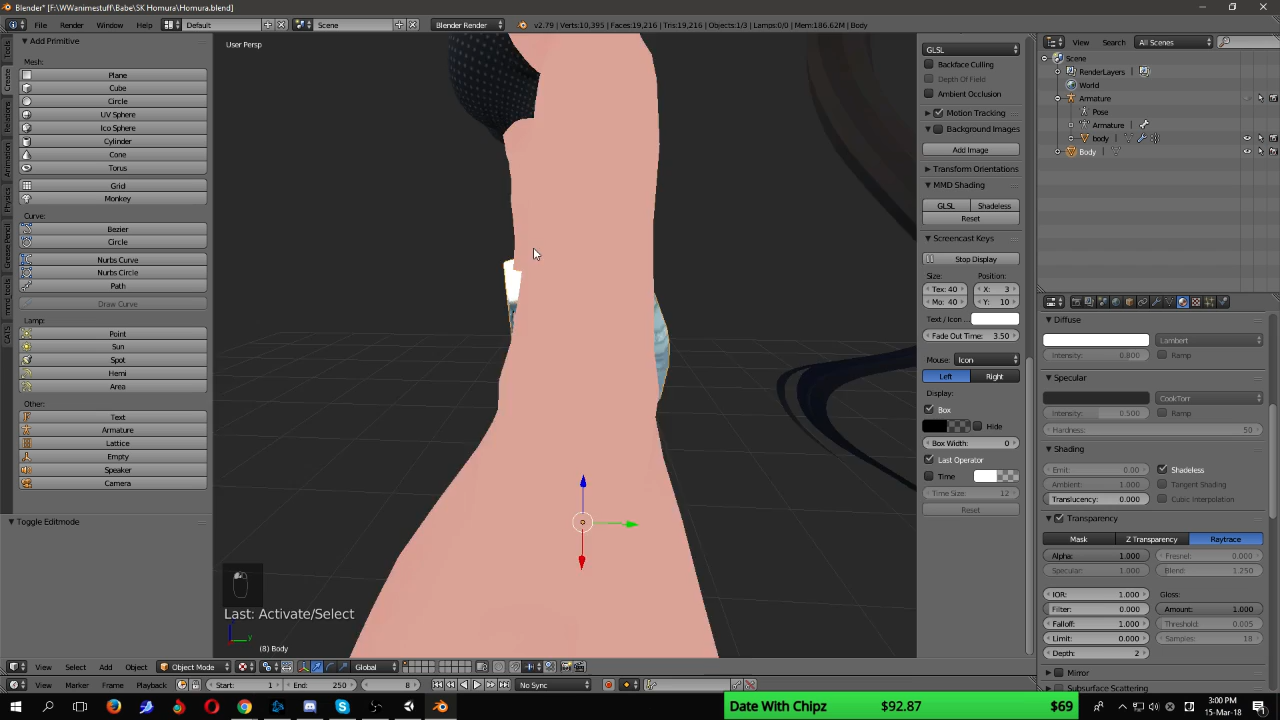 Blender* [F:\WWanimestuff\Babe\SK Homura\Homura.blend]
File Render Window Help Default Scene Blender Render v2.79 | Verts:10,395 | Faces:19,216 | Tris:19,216 | Objects:1/3 | Lamps:0/0 | Mem:186.62M | Body
Tools
Create
Relations
Animation
Physics
Grease Pencil
mmd_tools
CATS
Add Primitive
Mesh:
Plane
Cube
Circle
UV Sphere
Ico Sphere
Cylinder
Cone
Torus
Grid
Monkey
Curve:
Bezier
Circle
Nurbs Curve
Nurbs Circle
Path
Draw Curve
Lamp:
Point
Sun
Spot
Hemi
Area
Other:
Text
Armature
Lattice
Empty
Speaker
Camera
Toggle Editmode
User Persp
Last: Activate/Select
y
(8) Body
GLSL
Backface Culling
Depth Of Field
Ambient Occlusion
Motion Tracking
Background Images
Add Image
Transform Orientations
MMD Shading
GLSL Shadeless
Reset
Screencast Keys
Stop Display
Size: Position:
Tex: 40 X: 3
Mo: 40 Y: 10
Text / Icon
Fade Out Time: 3.50
Mouse: Icon
Left Right
Display:
Box
Hide
Box Width: 0
Last Operator
Time
Time Size: 12
Reset
View Search All Scenes
Scene
RenderLayers
World
Armature
Pose
Armature
body
Body
Diffuse
Lambert
Intensity: 0.800 Ramp
Specular
CookTorr
Intensity: 0.500 Ramp
Hardness: 50
Shading
Emit: 0.00 Shadeless
Ambient: 1.000 Tangent Shading
Translucency: 0.000 Cubic Interpolation
Transparency
Mask Z Transparency Raytrace
Alpha: 1.000 Fresnel: 0.000
Specular: 1.000 Blend: 1.250
IOR: 1.000 Gloss:
Filter: 0.000 Amount: 1.000
Falloff: 1.000 Threshold: 0.005
Limit: 0.000 Samples: 18
Depth: 2
Mirror
Subsurface Scattering
View Select Add Object Object Mode Global
View Marker Frame Playback Start: 1 End: 250 8 No Sync
Date With Chipz $92.87 $69
3:00 PM
15-Mar-18